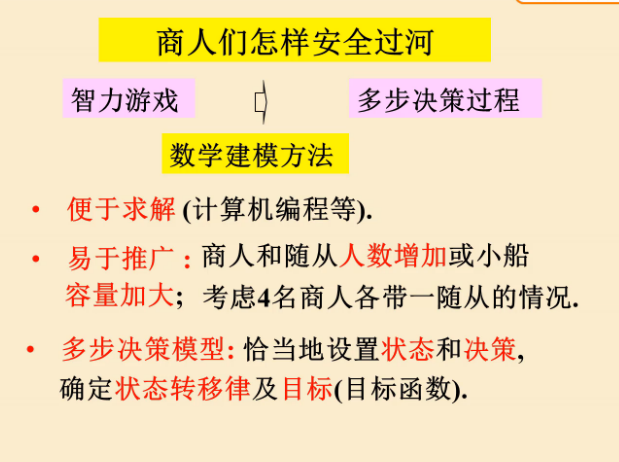 商人们怎样安全过河
智力游戏 多步决策过程
数学建模方法
• 便于求解 (计算机编程等).
• 易于推广：商人和随从人数增加或小船
容量加大；考虑4名商人各带一随从的情况.
• 多步决策模型: 恰当地设置状态和决策,
确定状态转移律及目标(目标函数).